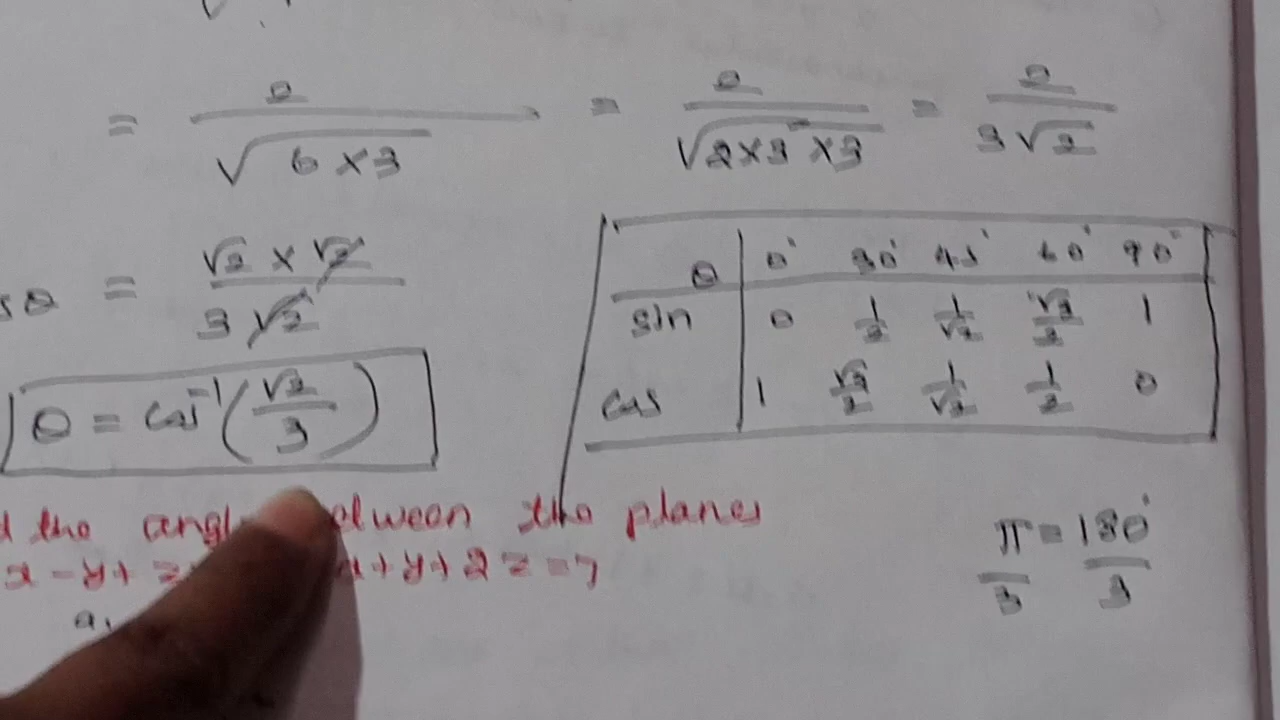 = 2/√(6×3) = 2/√(2×3×3) = 2/(3√2)
sθ = (√2 × √2)/(3√2)
θ = cos⁻¹(√2/3)
θ 0° 30° 45° 60° 90°
sin 0 1/2 1/√2 √3/2 1
cos 1 √3/2 1/√2 1/2 0
the angle between the planes
x - y + z + y + 2z = 7
π/3 = 180°/3
a₁